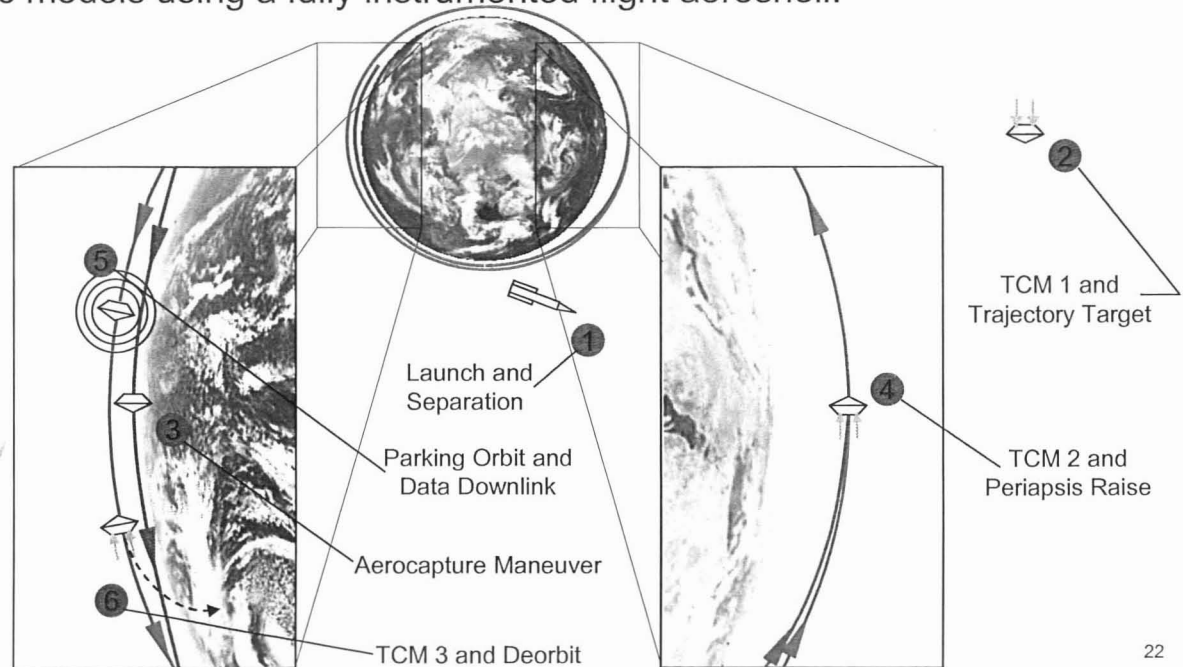 models using a fully instrumented flight aeroshell.
1
Launch and
Separation
2
TCM 1 and
Trajectory Target
3
Aerocapture Maneuver
4
TCM 2 and
Periapsis Raise
5
Parking Orbit and
Data Downlink
6
TCM 3 and Deorbit
22